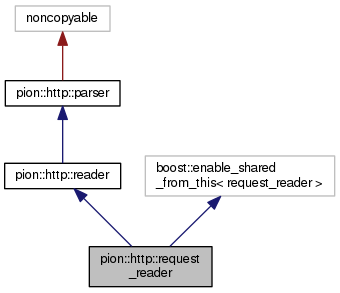 noncopyable
pion::http::parser
pion::http::reader
boost::enable_shared
_from_this< request_reader >
pion::http::request
_reader